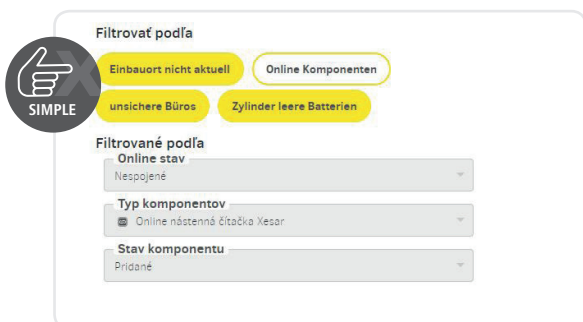 Filtrovať podľa
Einbauort nicht aktuell
Online Komponenten
SIMPLE
unsichere Büros
Zylinder leere Batterien
Filtrované podľa
Online stav
Nespojené
Typ komponentov
Online nástenná čítačka Xesar
Stav komponentu
Pridané